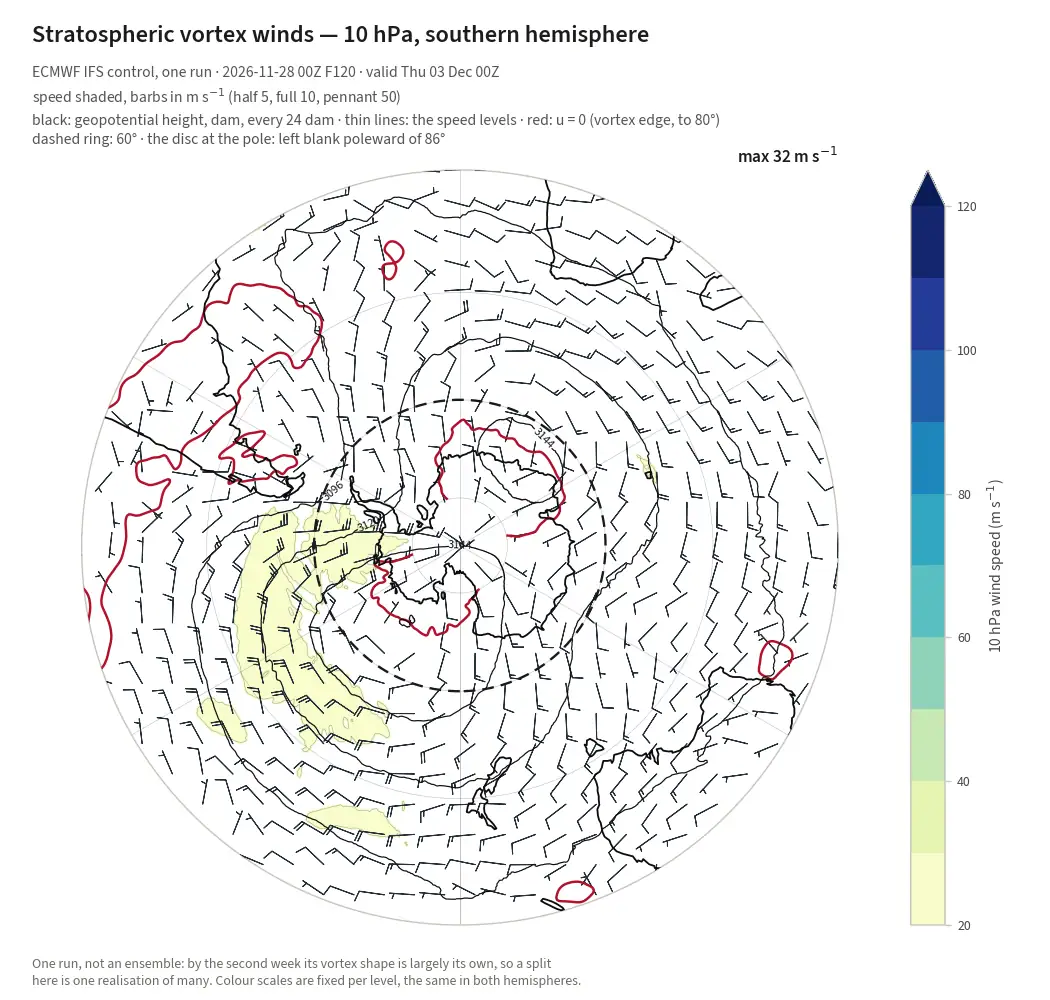 Stratospheric vortex winds — 10 hPa, southern hemisphere
ECMWF IFS control, one run · 2026-11-28 00Z F120 · valid Thu 03 Dec 00Z
speed shaded, barbs in m s⁻¹ (half 5, full 10, pennant 50)
black: geopotential height, dam, every 24 dam · thin lines: the speed levels · red: u = 0 (vortex edge, to 80°)
dashed ring: 60° · the disc at the pole: left blank poleward of 86°
max 32 m s⁻¹
120
100
80
60
40
20
10 hPa wind speed (m s⁻¹)
3144
3096
One run, not an ensemble: by the second week its vortex shape is largely its own, so a split
here is one realisation of many. Colour scales are fixed per level, the same in both hemispheres.